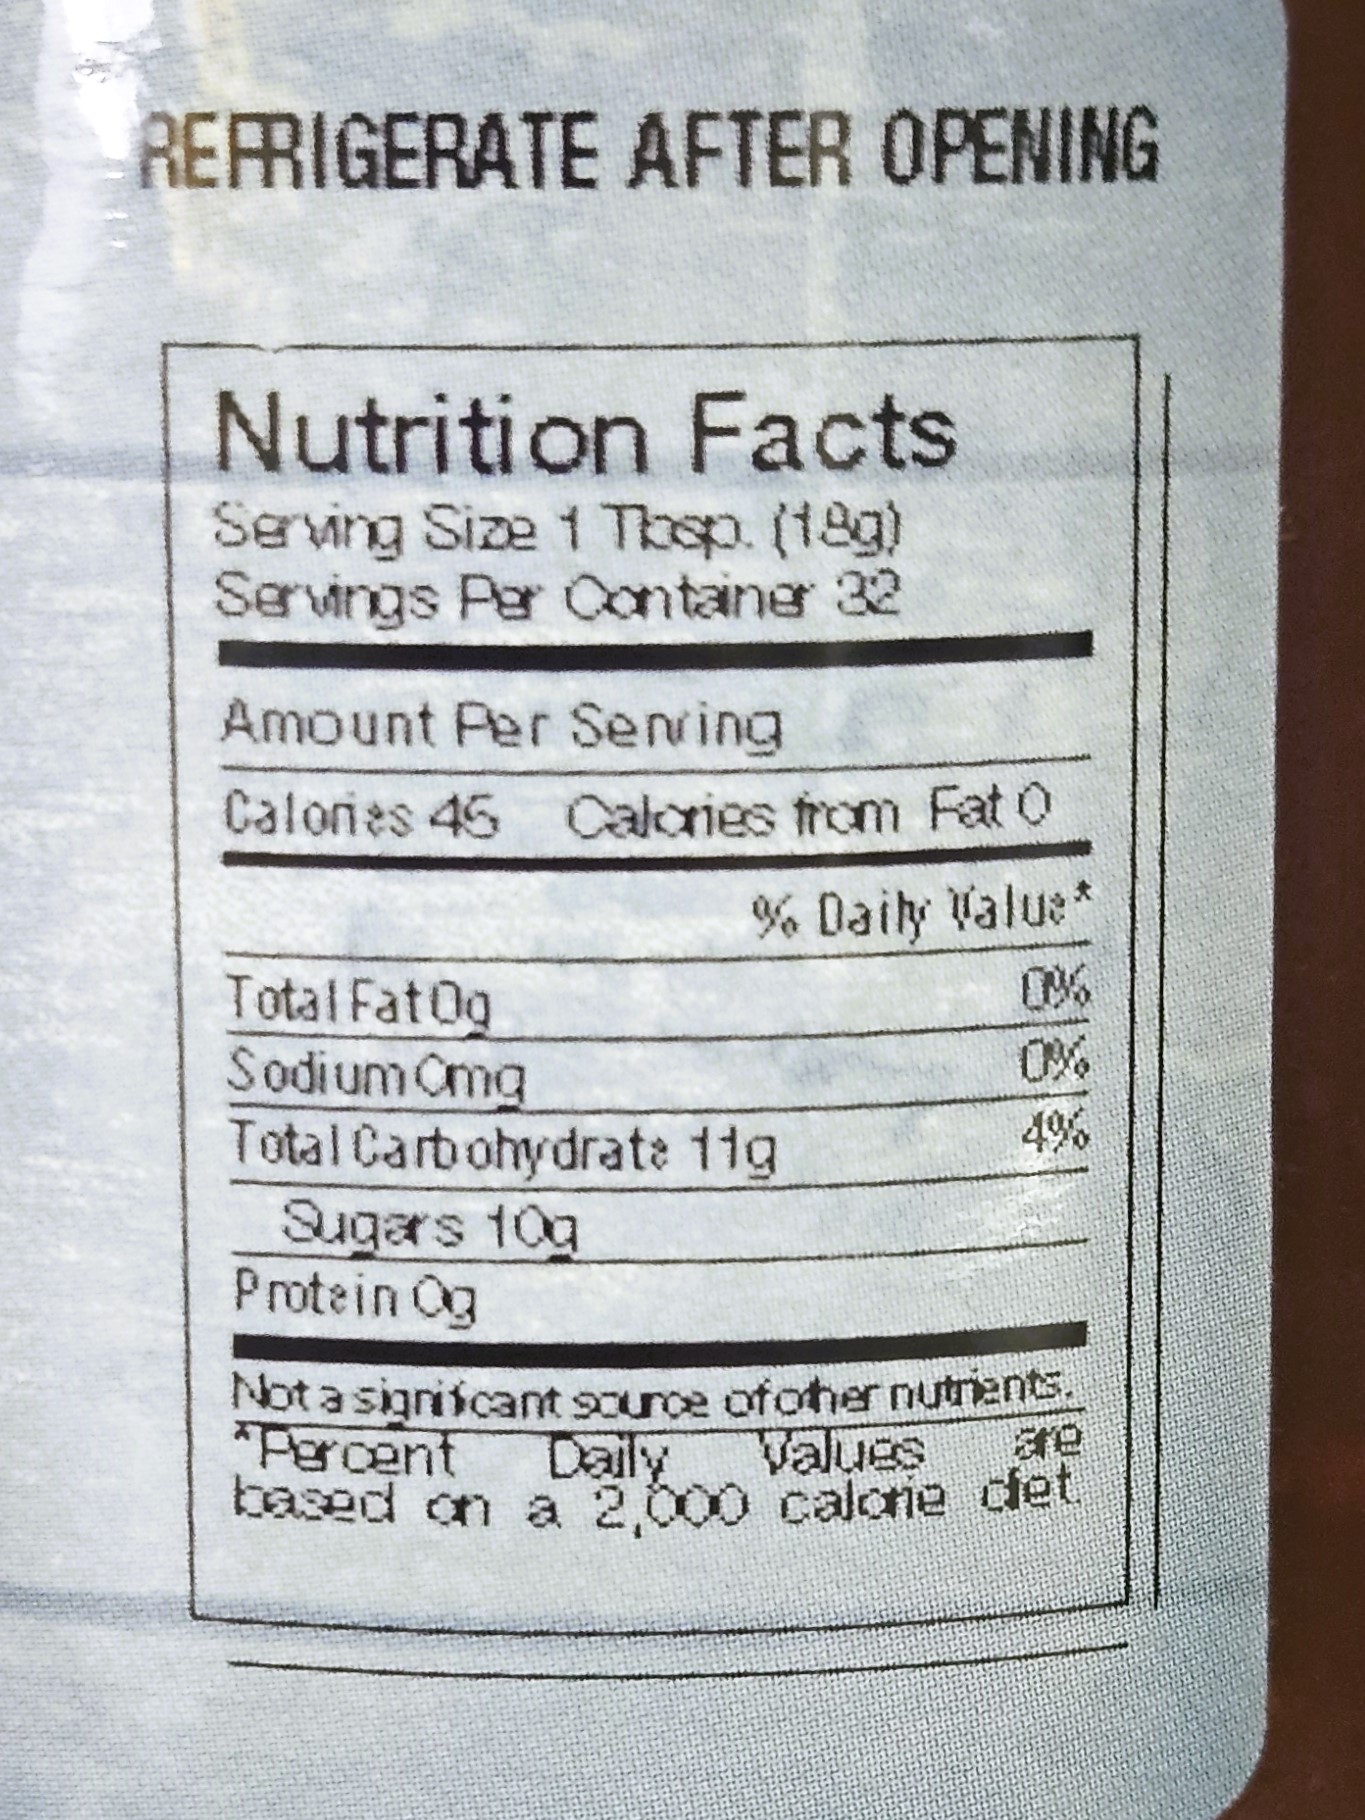 REFRIGERATE AFTER OPENING
Nutrition Facts
Serving Size 1 Tbsp. (18g)
Servings Per Container 32
Amount Per Serving
Calories 45 Calories from Fat 0
% Daily Value*
Total Fat 0g 0%
Sodium 0mg 0%
Total Carbohydrate 11g 4%
Sugars 10g
Protein 0g
Not a significant source of other nutrients.
*Percent Daily Values are
based on a 2,000 calorie diet.